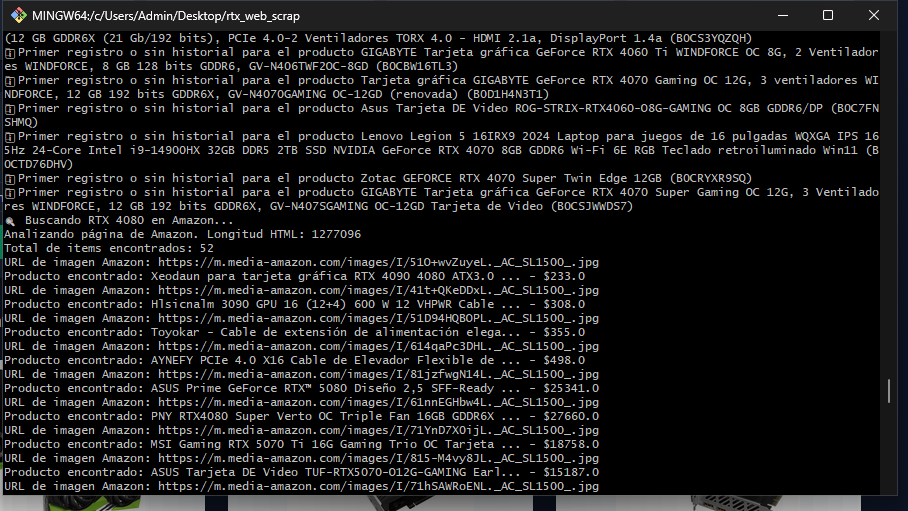 MINGW64:/c/Users/Admin/Desktop/rtx_web_scrap
(12 GB GDDR6X (21 Gb/192 bits), PCIe 4.0-2 Ventiladores TORX 4.0 - HDMI 2.1a, DisplayPort 1.4a (B0CS3YQZQH)
Primer registro o sin historial para el producto GIGABYTE Tarjeta gráfica GeForce RTX 4060 Ti WINDFORCE OC 8G, 2 Ventilador
es WINDFORCE, 8 GB 128 bits GDDR6, GV-N406TWF2OC-8GD (B0CBW16TL3)
Primer registro o sin historial para el producto Tarjeta gráfica GIGABYTE GeForce RTX 4070 Gaming OC 12G, 3 ventiladores WI
NDFORCE, 12 GB 192 bits GDDR6X, GV-N4070GAMING OC-12GD (renovada) (B0D1H4N3T1)
Primer registro o sin historial para el producto Asus Tarjeta DE Video ROG-STRIX-RTX4060-O8G-GAMING OC 8GB GDDR6/DP (B0C7FN
SHMQ)
Primer registro o sin historial para el producto Lenovo Legion 5 16IRX9 2024 Laptop para juegos de 16 pulgadas WQXGA IPS 16
5Hz 24-Core Intel i9-14900HX 32GB DDR5 2TB SSD NVIDIA GeForce RTX 4070 8GB GDDR6 Wi-Fi 6E RGB Teclado retroiluminado Win11 (B
0CTD76DHV)
Primer registro o sin historial para el producto Zotac GEFORCE RTX 4070 Super Twin Edge 12GB (B0CRYXR9SQ)
Primer registro o sin historial para el producto GIGABYTE Tarjeta gráfica GeForce RTX 4070 Super Gaming OC 12G, 3 Ventilado
res WINDFORCE, 12 GB 192 bits GDDR6X, GV-N407SGAMING OC-12GD Tarjeta de Video (B0CSJWWDS7)
Buscando RTX 4080 en Amazon...
Analizando página de Amazon. Longitud HTML: 1277096
Total de items encontrados: 52
URL de imagen Amazon: https://m.media-amazon.com/images/I/51O+wvZuyeL._AC_SL1500_.jpg
Producto encontrado: Xeodaun para tarjeta gráfica RTX 4090 4080 ATX3.0 ... - $233.0
URL de imagen Amazon: https://m.media-amazon.com/images/I/41t+QKeDDxL._AC_SL1500_.jpg
Producto encontrado: Hlsicnalm 3090 GPU 16 (12+4) 600 W 12 VHPWR Cable ... - $308.0
URL de imagen Amazon: https://m.media-amazon.com/images/I/51D94HQBOPL._AC_SL1500_.jpg
Producto encontrado: Toyokar - Cable de extensión de alimentación elega... - $355.0
URL de imagen Amazon: https://m.media-amazon.com/images/I/614qaPc3DHL._AC_SL1500_.jpg
Producto encontrado: AYNEFY PCIe 4.0 X16 Cable de Elevador Flexible de ... - $498.0
URL de imagen Amazon: https://m.media-amazon.com/images/I/81jzfwgN14L._AC_SL1500_.jpg
Producto encontrado: ASUS Prime GeForce RTX™ 5080 Diseño 2,5 SFF-Ready ... - $25341.0
URL de imagen Amazon: https://m.media-amazon.com/images/I/61nnEGHbw4L._AC_SL1500_.jpg
Producto encontrado: PNY RTX4080 Super Verto OC Triple Fan 16GB GDDR6X ... - $27660.0
URL de imagen Amazon: https://m.media-amazon.com/images/I/71YnD7XOijL._AC_SL1500_.jpg
Producto encontrado: MSI Gaming RTX 5070 Ti 16G Gaming Trio OC Tarjeta ... - $18758.0
URL de imagen Amazon: https://m.media-amazon.com/images/I/815-M4vy8JL._AC_SL1500_.jpg
Producto encontrado: ASUS Tarjeta DE Video TUF-RTX5070-O12G-GAMING Earl... - $15187.0
URL de imagen Amazon: https://m.media-amazon.com/images/I/71hSAWRoENL._AC_SL1500_.jpg